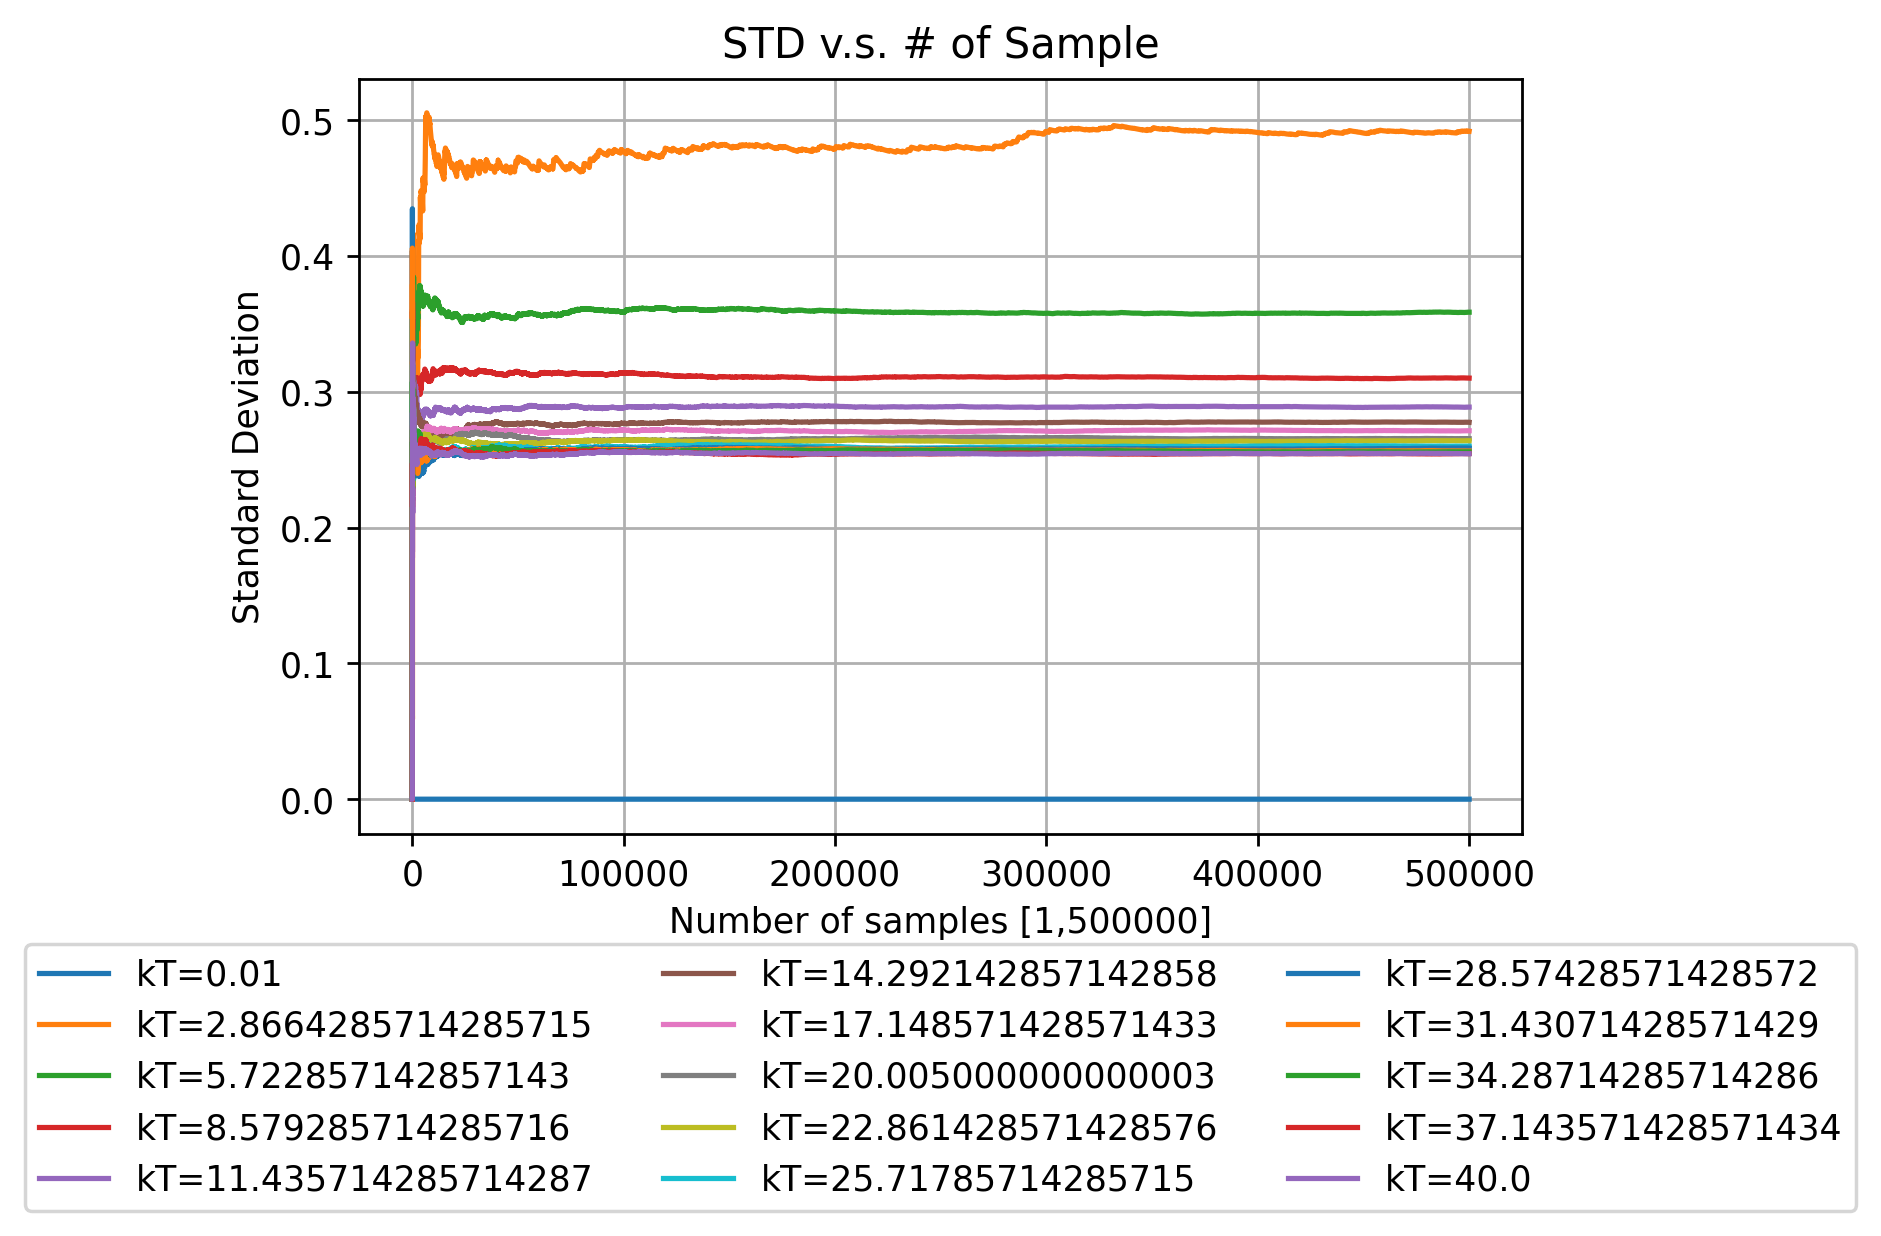 STD v.s. # of Sample
0.5
0.4
0.3
0.2
0.1
0.0
Standard Deviation
0 100000 200000 300000 400000 500000
Number of samples [1,500000]
kT=0.01
kT=2.8664285714285715
kT=5.722857142857143
kT=8.579285714285716
kT=11.435714285714287
kT=14.292142857142858
kT=17.148571428571433
kT=20.005000000000003
kT=22.861428571428576
kT=25.71785714285715
kT=28.57428571428572
kT=31.43071428571429
kT=34.28714285714286
kT=37.143571428571434
kT=40.0